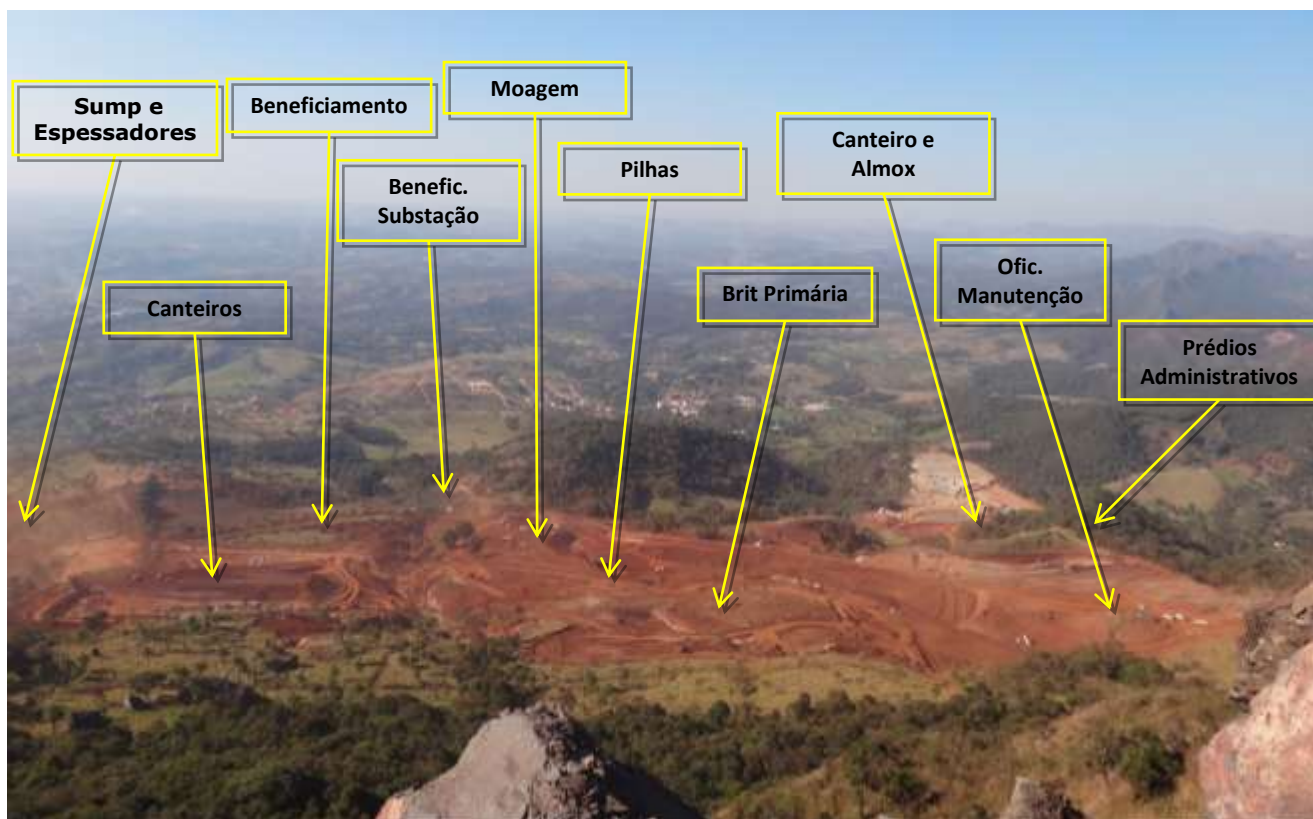 Sump e
Espessadores
Beneficiamento
Moagem
Benefic.
Substação
Pilhas
Canteiro e
Almox
Canteiros
Brit Primária
Ofic.
Manutenção
Prédios
Administrativos